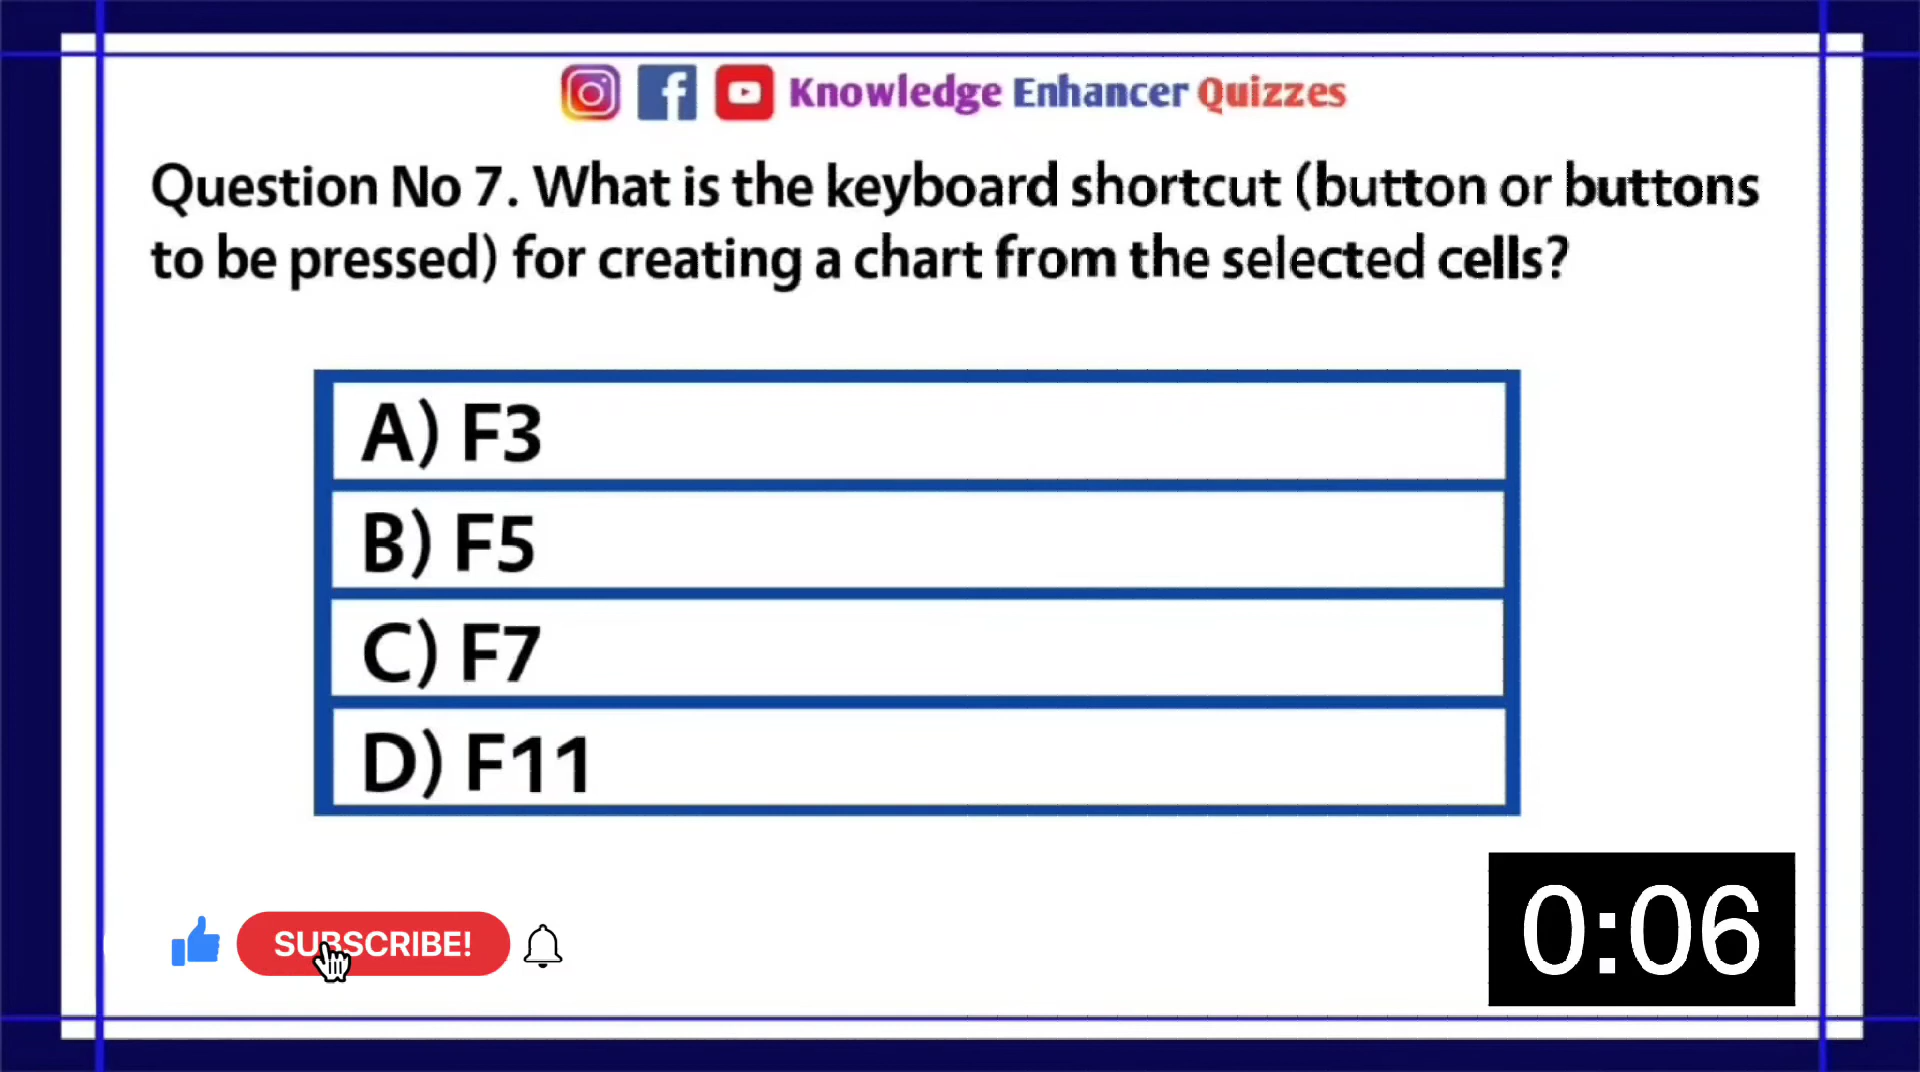 Knowledge Enhancer Quizzes
Question No 7. What is the keyboard shortcut (button or buttons
to be pressed) for creating a chart from the selected cells?
A) F3
B) F5
C) F7
D) F11
SUBSCRIBE!
0:06